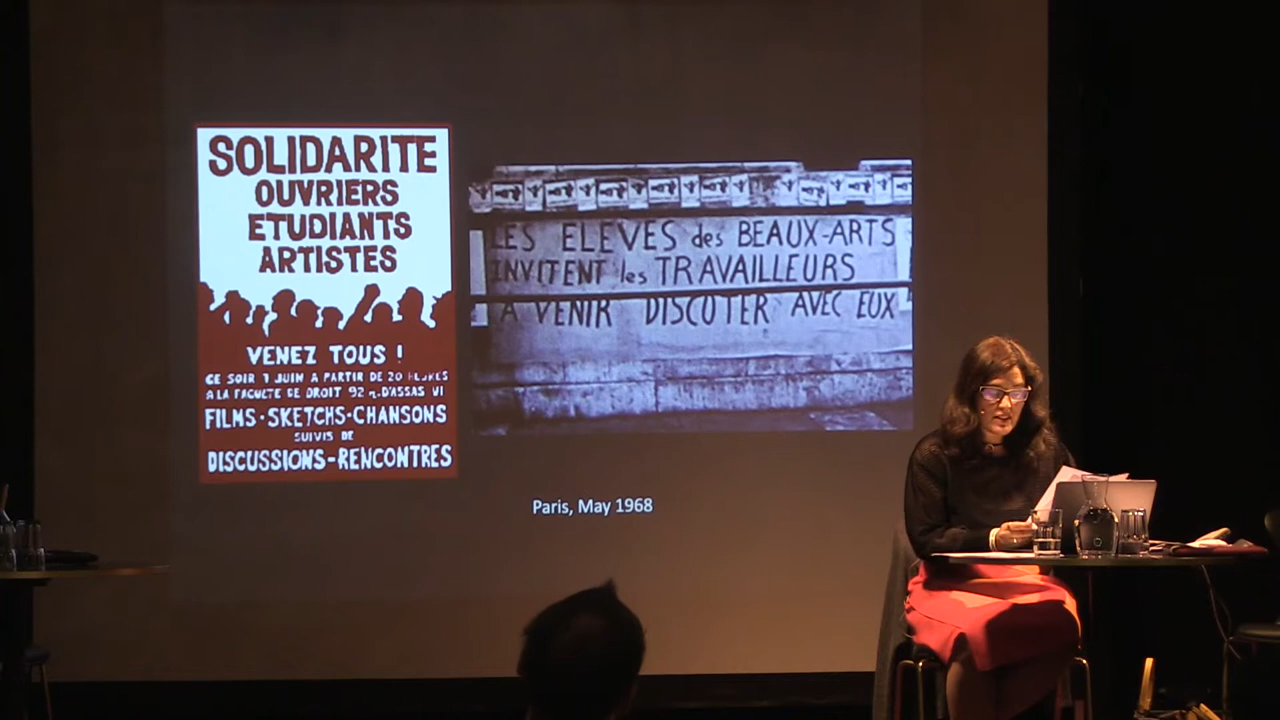 SOLIDARITE
OUVRIERS
ETUDIANTS
ARTISTES
VENEZ TOUS !
CE SOIR 1 JUIN A PARTIR DE 20 HEURES
A LA FACULTE DE DROIT 92 r. D'ASSAS VI
FILMS-SKETCHS-CHANSONS
SUIVIS DE
DISCUSSIONS-RENCONTRES
LES ELEVES des BEAUX-ARTS
INVITENT les TRAVAILLEURS
A VENIR DISCUTER AVEC EUX
Paris, May 1968